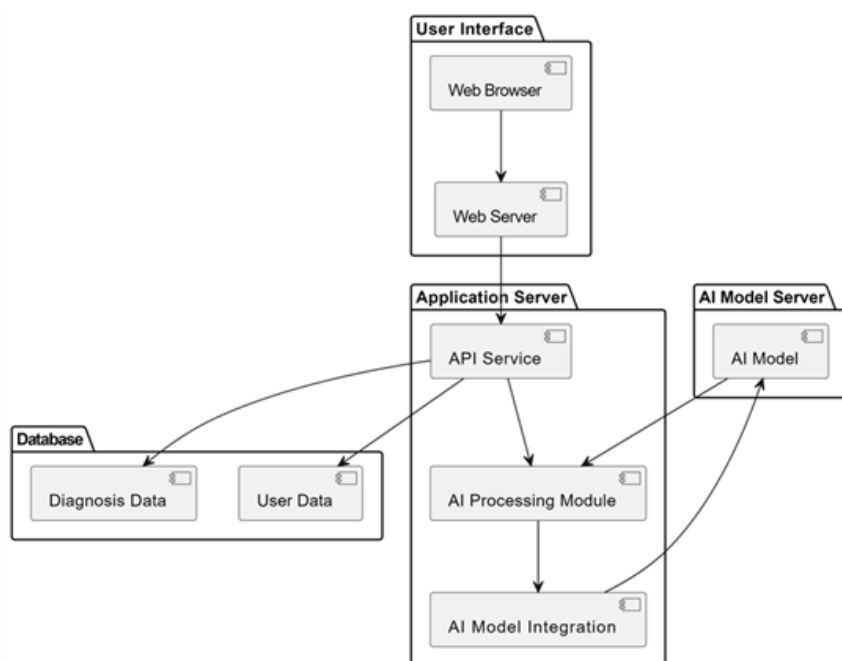 User Interface
Web Browser
Web Server
Application Server
AI Model Server
API Service
AI Model
Database
Diagnosis Data
User Data
AI Processing Module
AI Model Integration